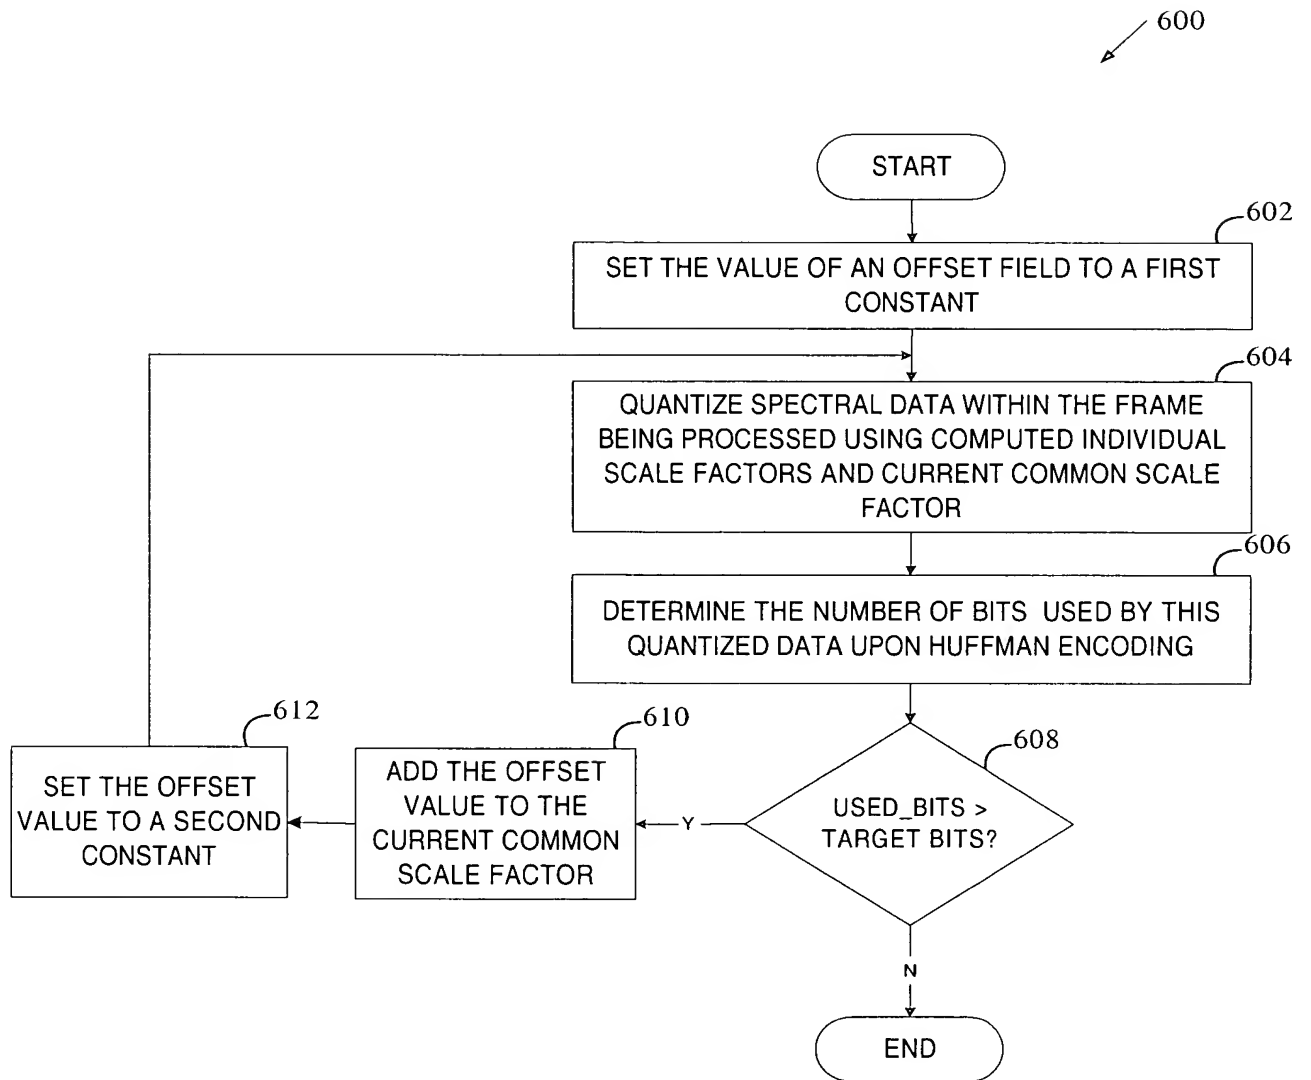 600
START
602
SET THE VALUE OF AN OFFSET FIELD TO A FIRST
CONSTANT
604
QUANTIZE SPECTRAL DATA WITHIN THE FRAME
BEING PROCESSED USING COMPUTED INDIVIDUAL
SCALE FACTORS AND CURRENT COMMON SCALE
FACTOR
606
DETERMINE THE NUMBER OF BITS USED BY THIS
QUANTIZED DATA UPON HUFFMAN ENCODING
608
USED_BITS >
TARGET BITS?
Y
610
ADD THE OFFSET
VALUE TO THE
CURRENT COMMON
SCALE FACTOR
612
SET THE OFFSET
VALUE TO A SECOND
CONSTANT
N
END